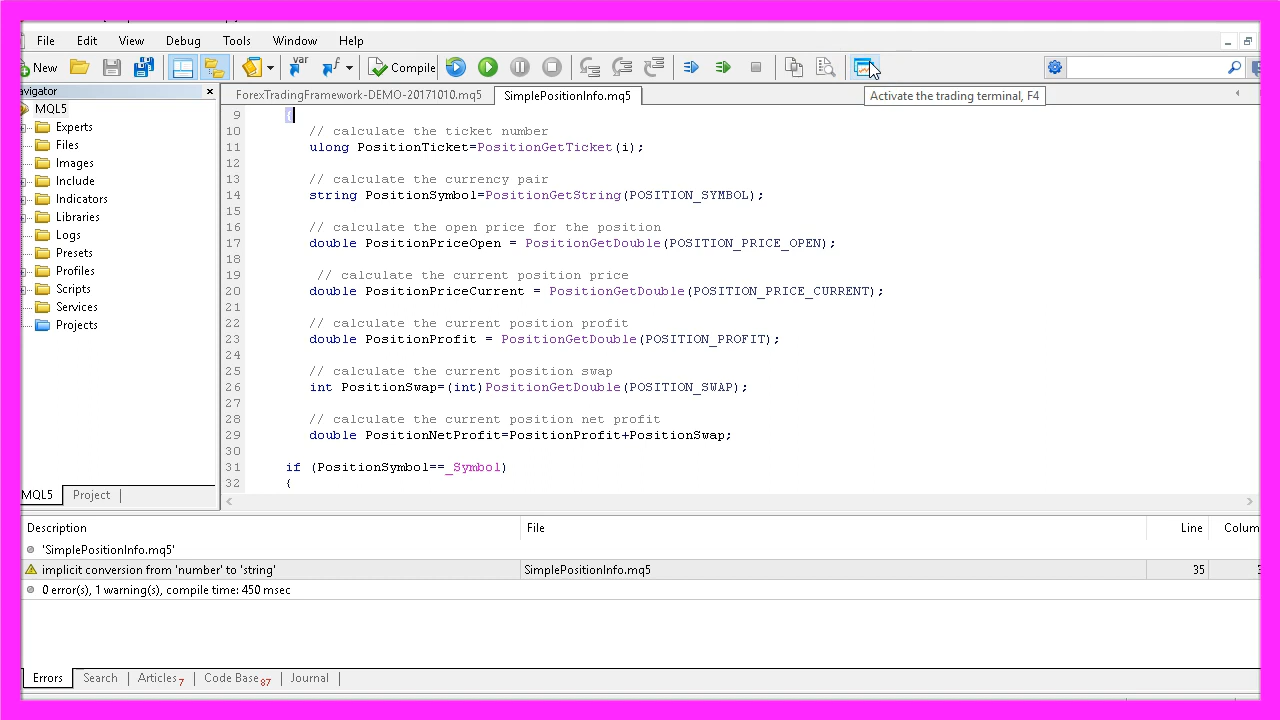 File Edit View Debug Tools Window Help
New var Compile
avigator × ForexTradingFramework-DEMO-20171010.mq5 SimplePositionInfo.mq5 Activate the trading terminal, F4
MQL5
Experts
Files
Images
Include
Indicators
Libraries
Logs
Presets
Profiles
Scripts
Services
Projects
MQL5 Project
9 {
10 // calculate the ticket number
11 ulong PositionTicket=PositionGetTicket(i);
12
13 // calculate the currency pair
14 string PositionSymbol=PositionGetString(POSITION_SYMBOL);
15
16 // calculate the open price for the position
17 double PositionPriceOpen = PositionGetDouble(POSITION_PRICE_OPEN);
18
19 // calculate the current position price
20 double PositionPriceCurrent = PositionGetDouble(POSITION_PRICE_CURRENT);
21
22 // calculate the current position profit
23 double PositionProfit = PositionGetDouble(POSITION_PROFIT);
24
25 // calculate the current position swap
26 int PositionSwap=(int)PositionGetDouble(POSITION_SWAP);
27
28 // calculate the current position net profit
29 double PositionNetProfit=PositionProfit+PositionSwap;
30
31 if (PositionSymbol==_Symbol)
32 {
Description File Line Colum
'SimplePositionInfo.mq5'
implicit conversion from 'number' to 'string' SimplePositionInfo.mq5 35
0 error(s), 1 warning(s), compile time: 450 msec
Errors Search Articles 7 Code Base 87 Journal